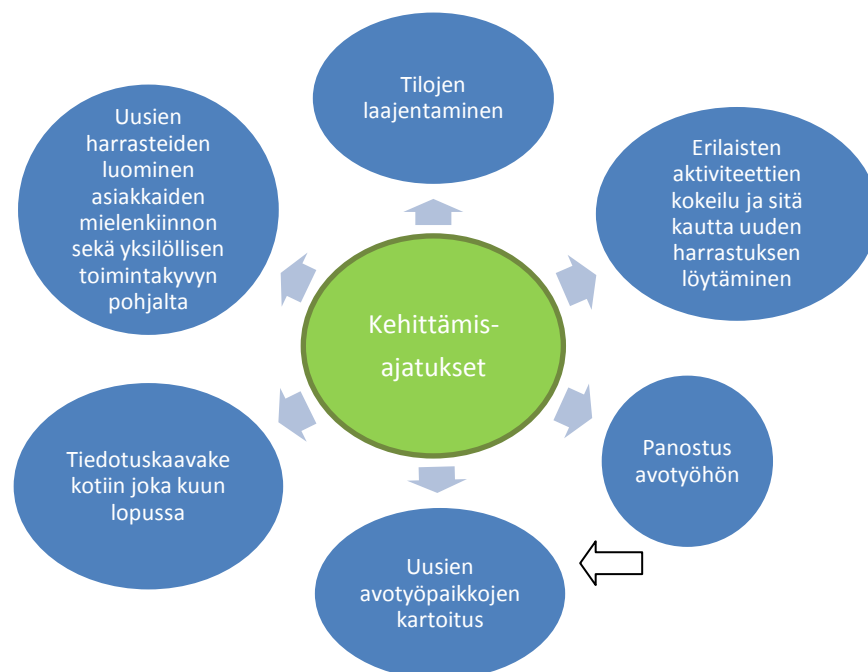 Tilojen
laajentaminen
Uusien
harrasteiden
luominen
asiakkaiden
mielenkiinnon
sekä yksilöllisen
toimintakyvyn
pohjalta
Erilaisten
aktiviteettien
kokeilu ja sitä
kautta uuden
harrastuksen
löytäminen
Kehittämis-
ajatukset
Tiedotuskaavake
kotiin joka kuun
lopussa
Panostus
avotyöhön
Uusien
avotyöpaikkojen
kartoitus